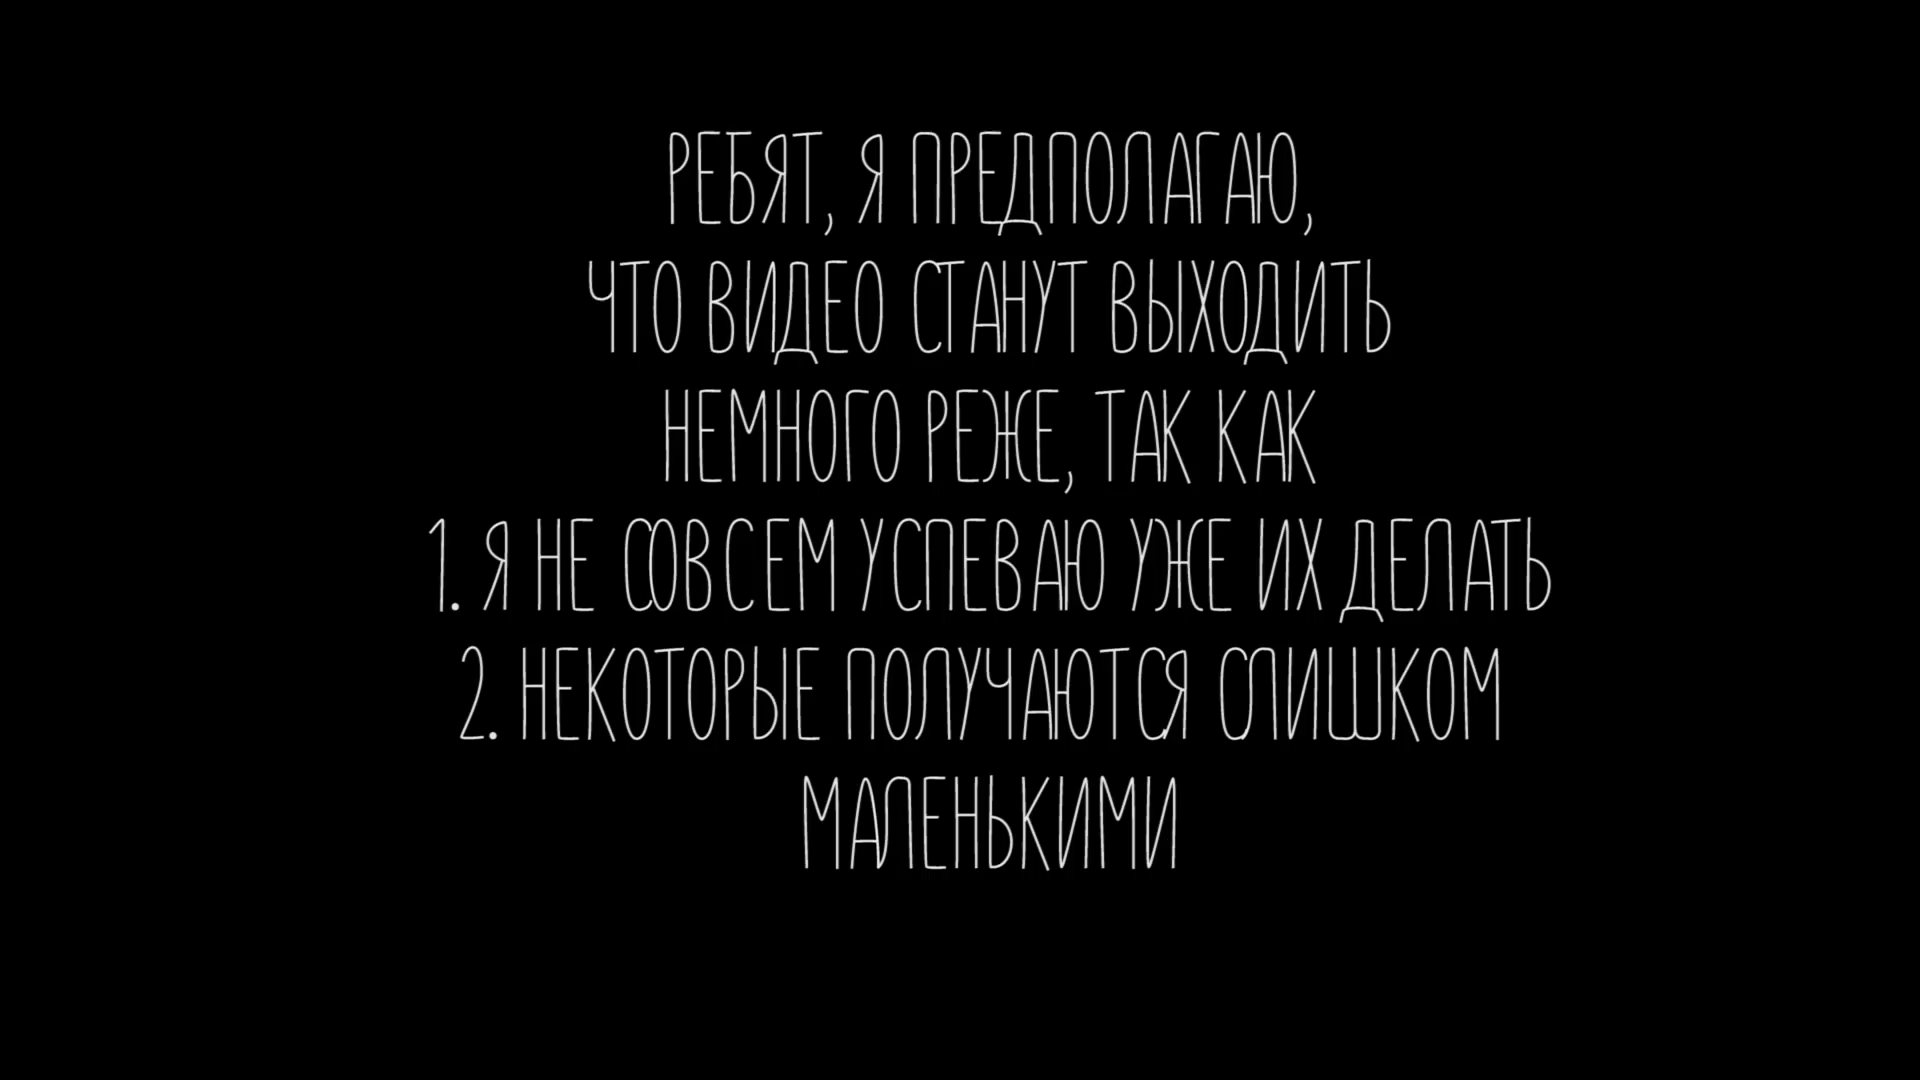 РЕБЯТ, Я ПРЕДПОЛАГАЮ,
ЧТО ВИДЕО СТАНУТ ВЫХОДИТЬ
НЕМНОГО РЕЖЕ, ТАК КАК
1. Я НЕ СОВСЕМ УСПЕВАЮ УЖЕ ИХ ДЕЛАТЬ
2. НЕКОТОРЫЕ ПОЛУЧАЮТСЯ СЛИШКОМ
МАЛЕНЬКИМИ